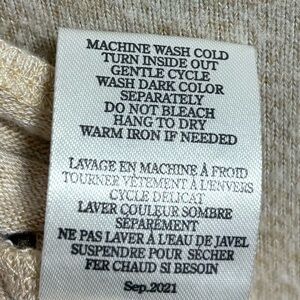 MACHINE WASH COLD
TURN INSIDE OUT
GENTLE CYCLE
WASH DARK COLOR
SEPARATELY
DO NOT BLEACH
HANG TO DRY
WARM IRON IF NEEDED
LAVAGE EN MACHINE À FROID
TOURNER VÊTEMENT À L'ENVERS
CYCLE DÉLICAT
LAVER COULEUR SOMBRE
SÉPARÉMENT
NE PAS LAVER À L'EAU DE JAVEL
SUSPENDRE POUR SÉCHER
FER CHAUD SI BESOIN
Sep.2021